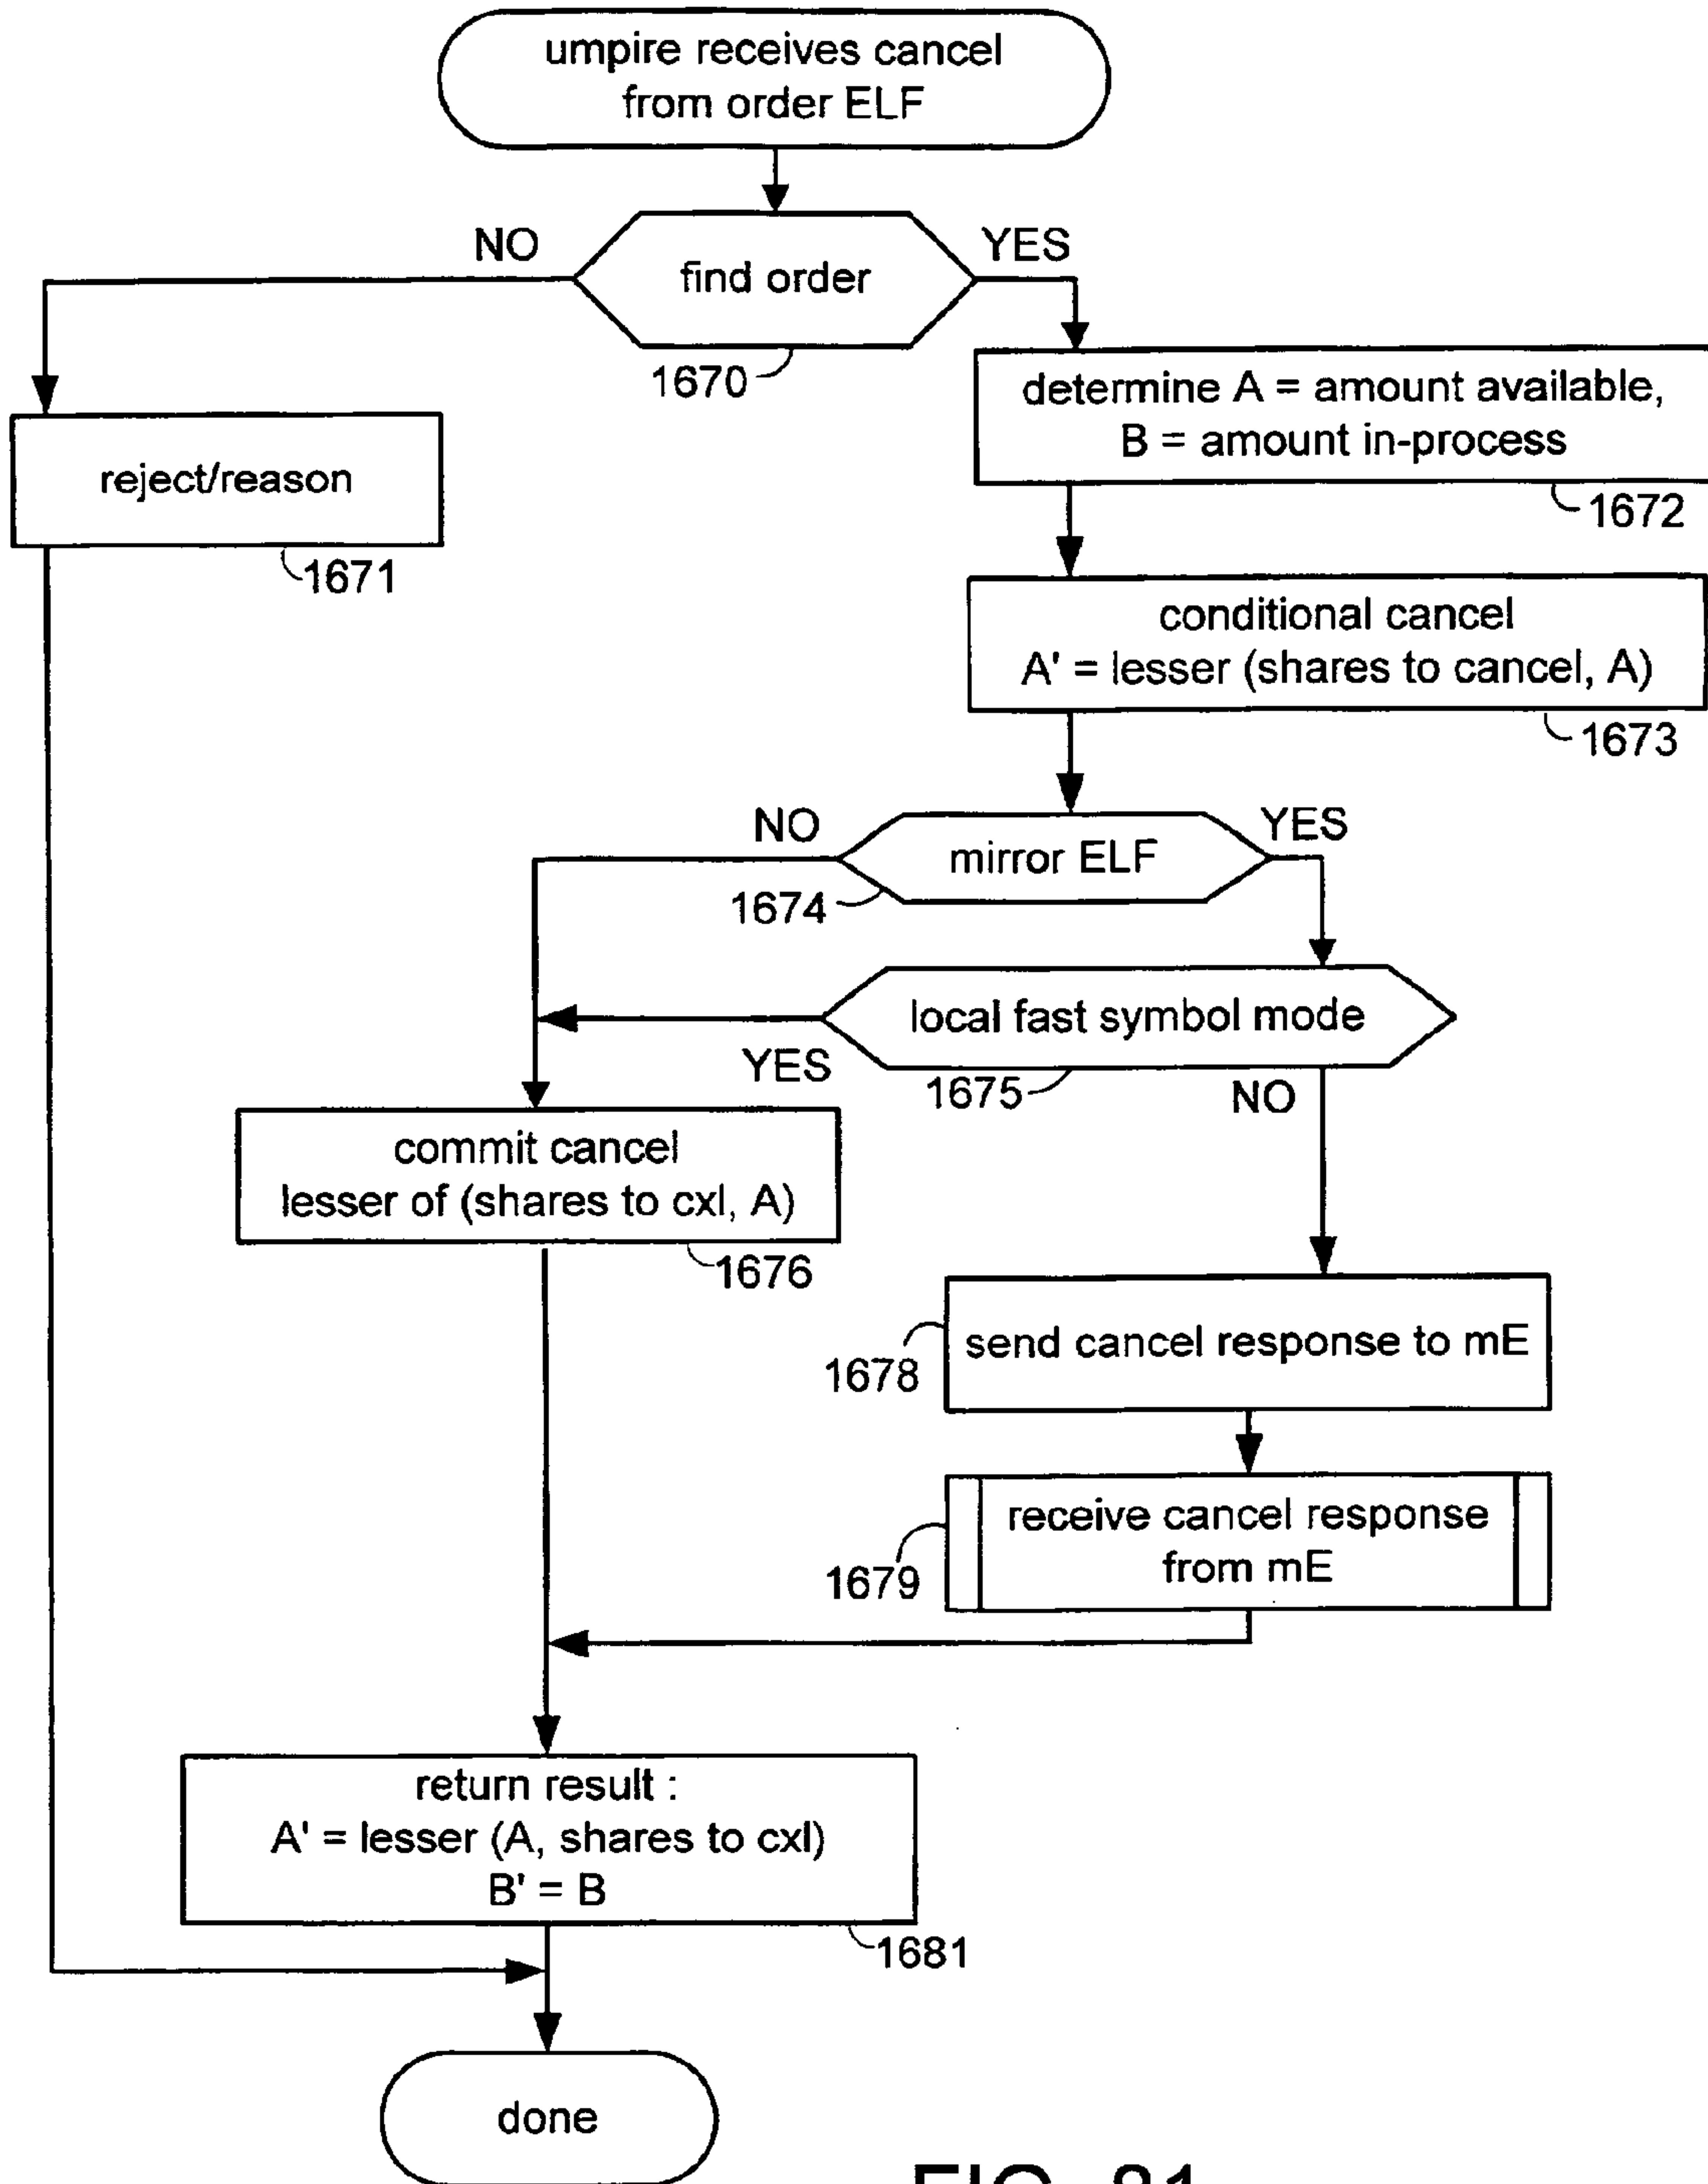 umpire receives cancel
from order ELF
NO
YES
find order
1670
determine A = amount available,
B = amount in-process
1672
reject/reason
1671
conditional cancel
A' = lesser (shares to cancel, A)
1673
NO
YES
mirror ELF
1674
local fast symbol mode
YES
1675
NO
commit cancel
lesser of (shares to cxl, A)
1676
send cancel response to mE
1678
receive cancel response
from mE
1679
return result :
A' = lesser (A, shares to cxl)
B' = B
1681
done
FIG. 81